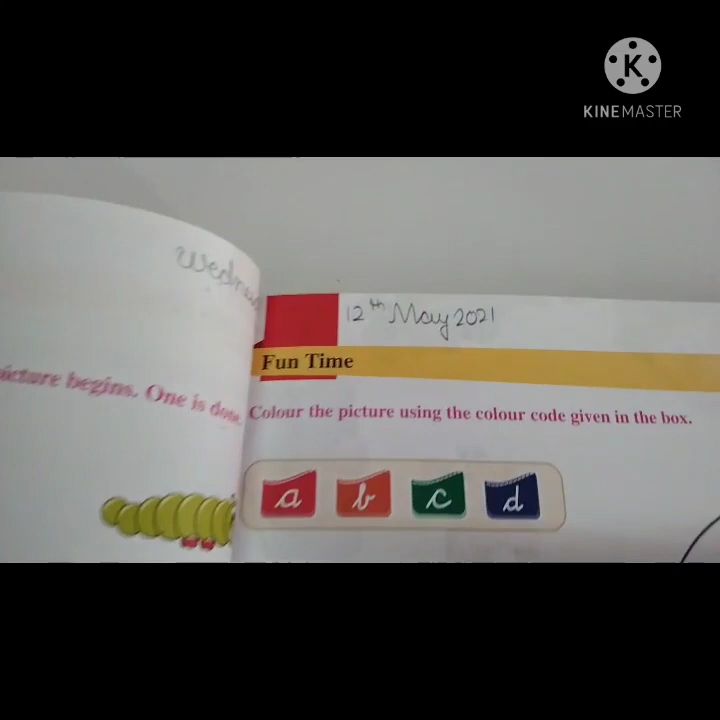 KINEMASTER
12th May 2021
Fun Time
picture begins. One is done.
Colour the picture using the colour code given in the box.
a b c d